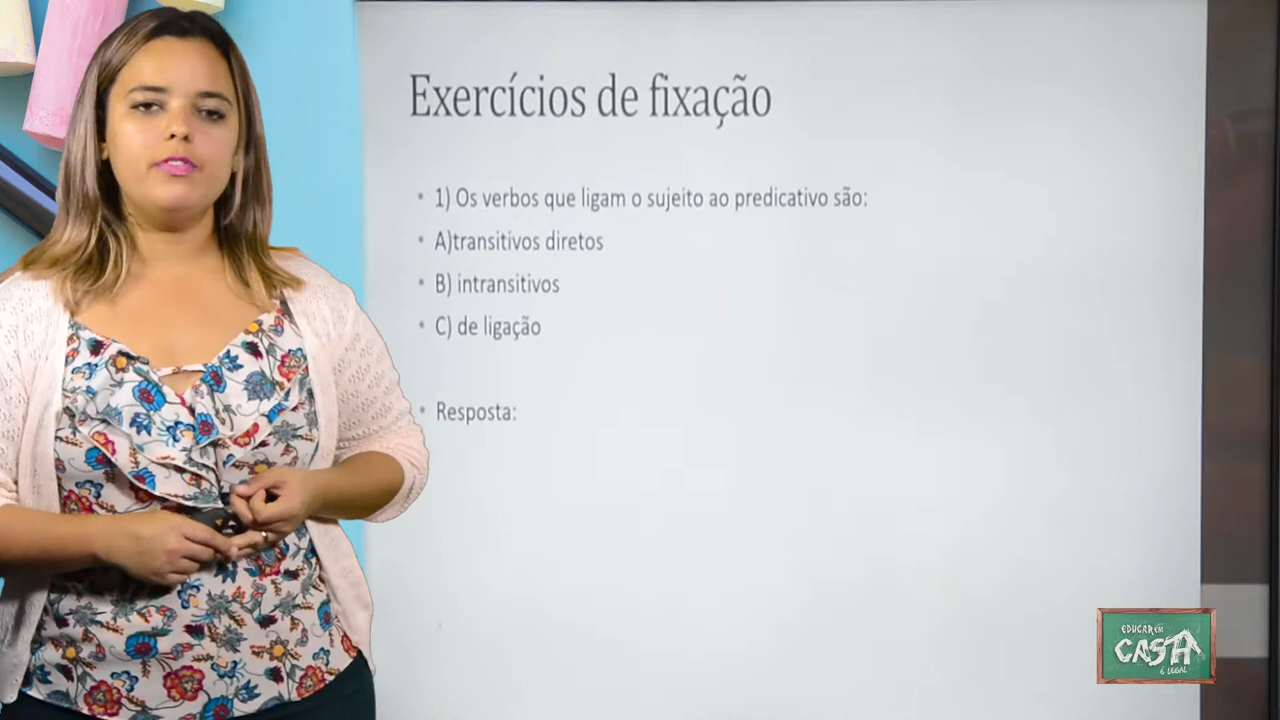 Exercícios de fixação
• 1) Os verbos que ligam o sujeito ao predicativo são:
• A)transitivos diretos
• B) intransitivos
• C) de ligação
• Resposta:
EDUCAR EM
CASA
É LEGAL